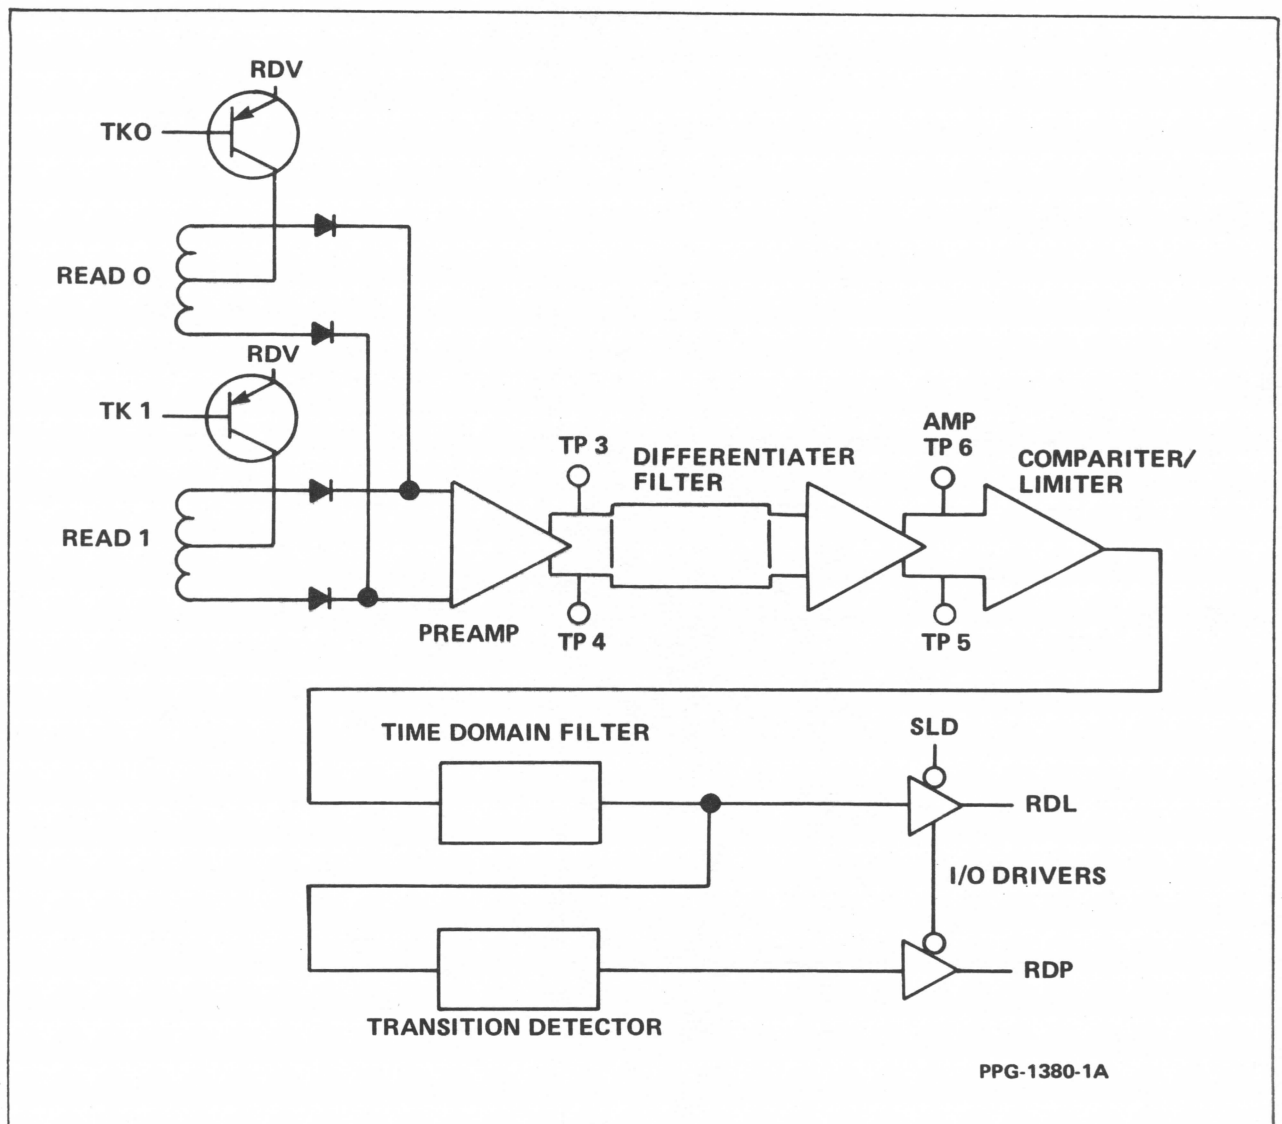 RDV
TKO
READ O
RDV
TK 1
READ 1
PREAMP
TP 3
TP 4
DIFFERENTIATER
FILTER
AMP
TP 6
TP 5
COMPARITER/
LIMITER
TIME DOMAIN FILTER
SLD
RDL
I/O DRIVERS
RDP
TRANSITION DETECTOR
PPG-1380-1A